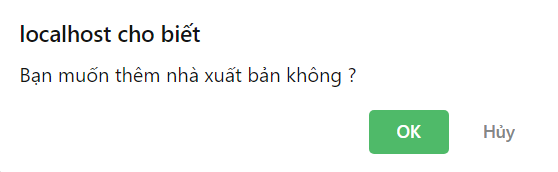 localhost cho biết
Bạn muốn thêm nhà xuất bản không ?
OK Hủy